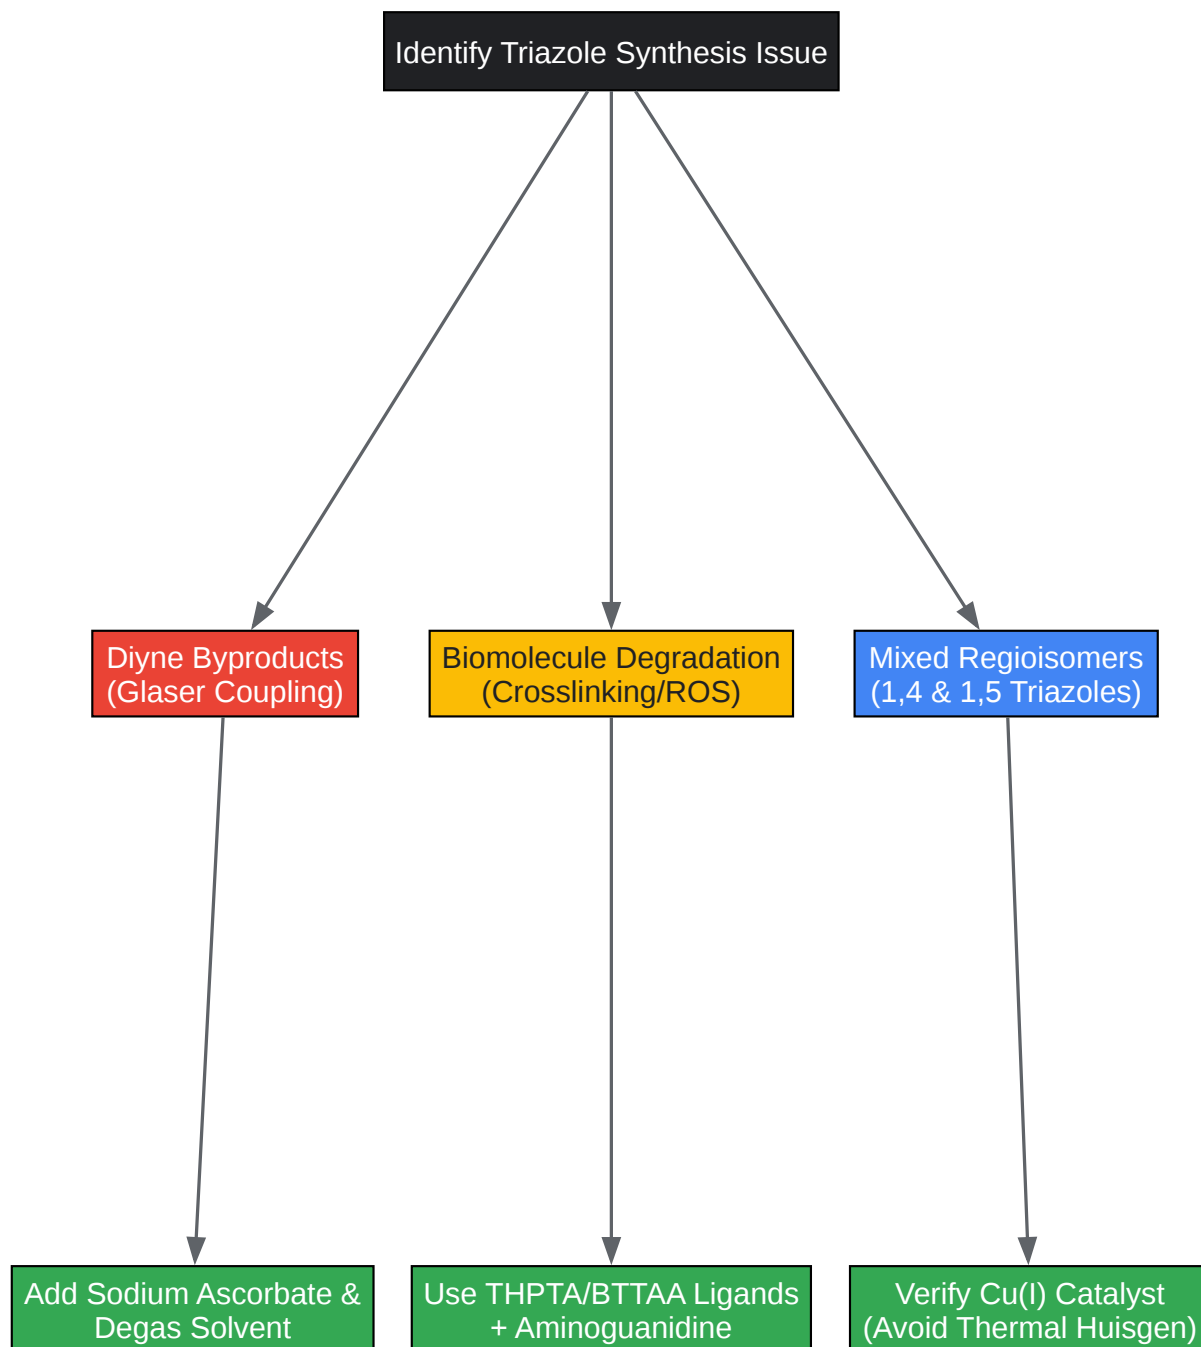 Identify Triazole Synthesis Issue
Diyne Byproducts
(Glaser Coupling)
Biomolecule Degradation
(Crosslinking/ROS)
Mixed Regioisomers
(1,4 & 1,5 Triazoles)
Add Sodium Ascorbate &
Degas Solvent
Use THPTA/BTTAA Ligands
+ Aminoguanidine
Verify Cu(I) Catalyst
(Avoid Thermal Huisgen)